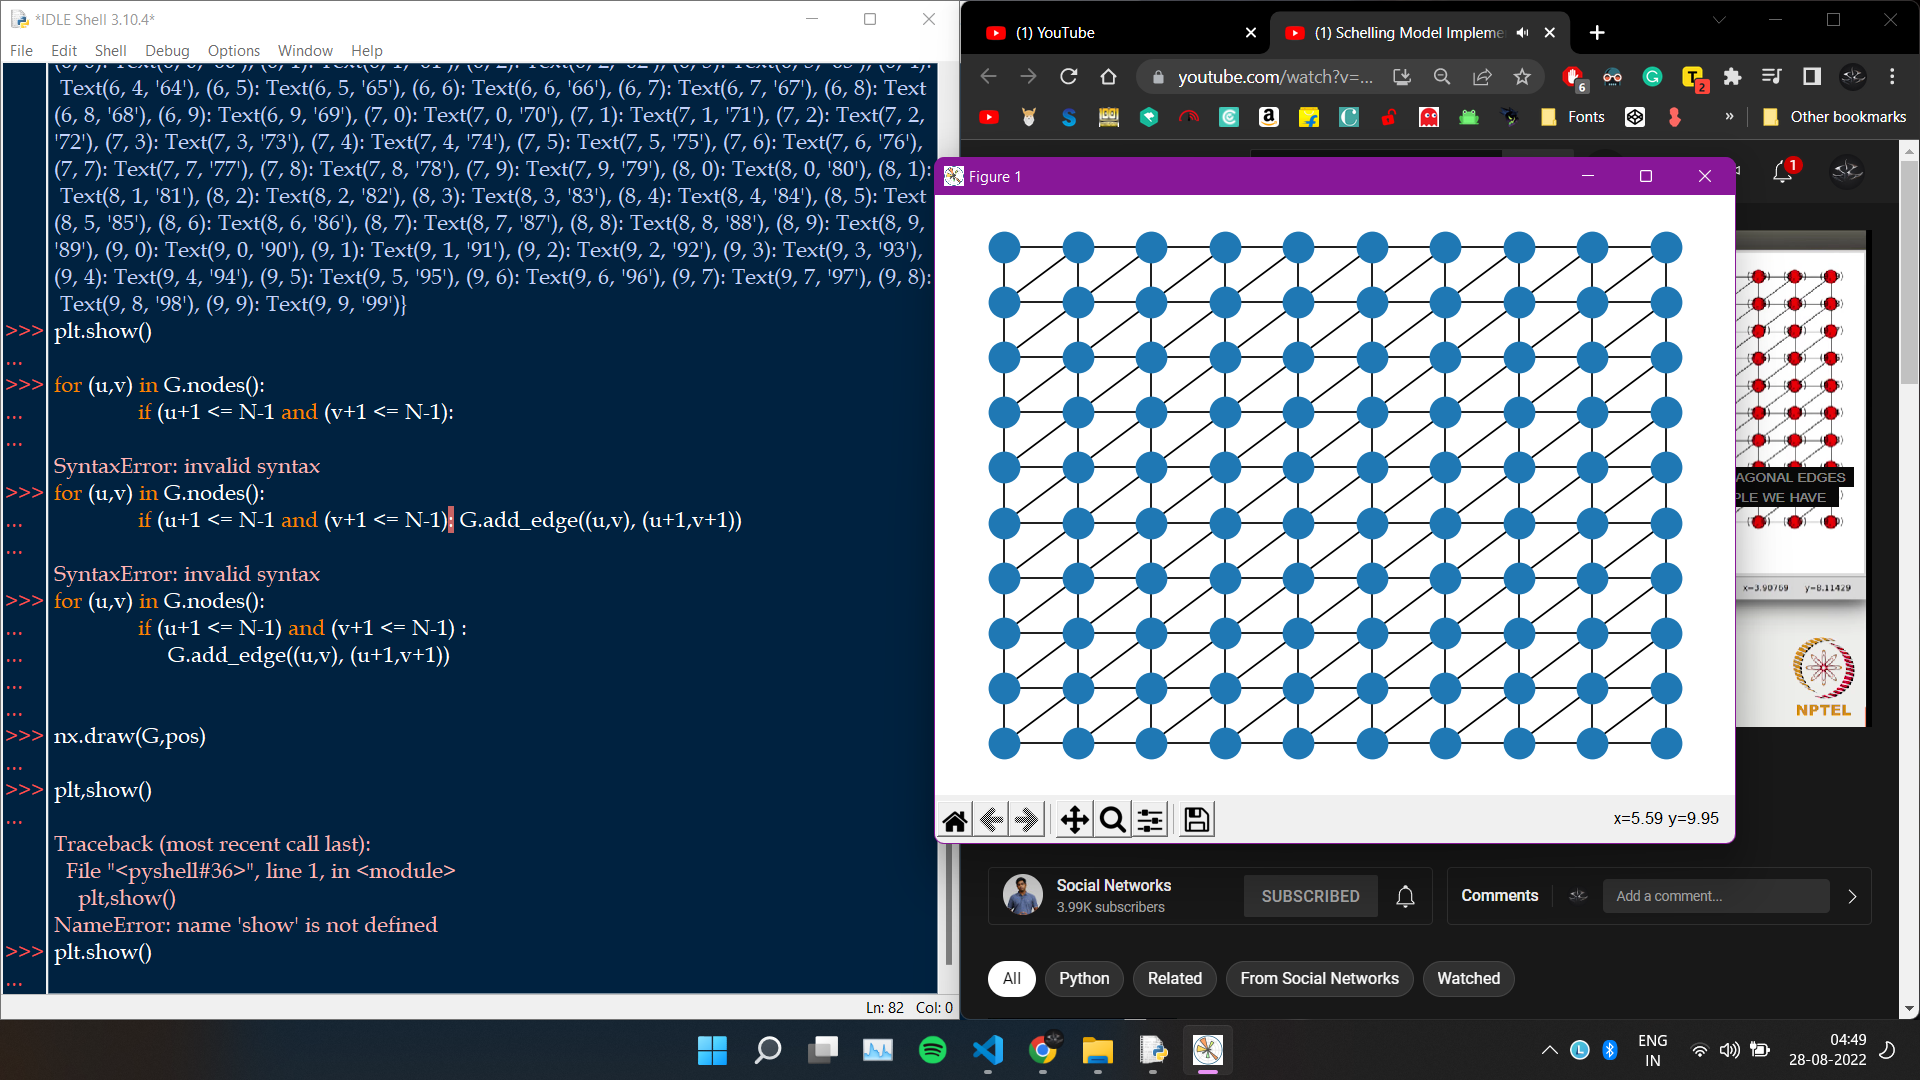 *IDLE Shell 3.10.4*
File Edit Shell Debug Options Window Help
Text(6, 4, '64'), (6, 5): Text(6, 5, '65'), (6, 6): Text(6, 6, '66'), (6, 7): Text(6, 7, '67'), (6, 8): Text
(6, 8, '68'), (6, 9): Text(6, 9, '69'), (7, 0): Text(7, 0, '70'), (7, 1): Text(7, 1, '71'), (7, 2): Text(7, 2,
'72'), (7, 3): Text(7, 3, '73'), (7, 4): Text(7, 4, '74'), (7, 5): Text(7, 5, '75'), (7, 6): Text(7, 6, '76'),
(7, 7): Text(7, 7, '77'), (7, 8): Text(7, 8, '78'), (7, 9): Text(7, 9, '79'), (8, 0): Text(8, 0, '80'), (8, 1):
Text(8, 1, '81'), (8, 2): Text(8, 2, '82'), (8, 3): Text(8, 3, '83'), (8, 4): Text(8, 4, '84'), (8, 5): Text
(8, 5, '85'), (8, 6): Text(8, 6, '86'), (8, 7): Text(8, 7, '87'), (8, 8): Text(8, 8, '88'), (8, 9): Text(8, 9,
'89'), (9, 0): Text(9, 0, '90'), (9, 1): Text(9, 1, '91'), (9, 2): Text(9, 2, '92'), (9, 3): Text(9, 3, '93'),
(9, 4): Text(9, 4, '94'), (9, 5): Text(9, 5, '95'), (9, 6): Text(9, 6, '96'), (9, 7): Text(9, 7, '97'), (9, 8):
Text(9, 8, '98'), (9, 9): Text(9, 9, '99')}
>>> plt.show()
...
>>> for (u,v) in G.nodes():
... if (u+1 <= N-1 and (v+1 <= N-1):
...
SyntaxError: invalid syntax
>>> for (u,v) in G.nodes():
... if (u+1 <= N-1 and (v+1 <= N-1): G.add_edge((u,v), (u+1,v+1))
...
SyntaxError: invalid syntax
>>> for (u,v) in G.nodes():
... if (u+1 <= N-1) and (v+1 <= N-1) :
... G.add_edge((u,v), (u+1,v+1))
...
...
>>> nx.draw(G,pos)
...
>>> plt,show()
...
Traceback (most recent call last):
File "<pyshell#36>", line 1, in <module>
plt,show()
NameError: name 'show' is not defined
>>> plt.show()
...
Ln: 82 Col: 0
(1) YouTube
(1) Schelling Model Impleme
youtube.com/watch?v=...
6
2
Fonts
»
Other bookmarks
1
Figure 1
x=5.59 y=9.95
AGONAL EDGES
PLE WE HAVE
x=3.90769 y=8.11429
NPTEL
Social Networks
3.99K subscribers
SUBSCRIBED
Comments
Add a comment...
All
Python
Related
From Social Networks
Watched
ENG
IN
04:49
28-08-2022